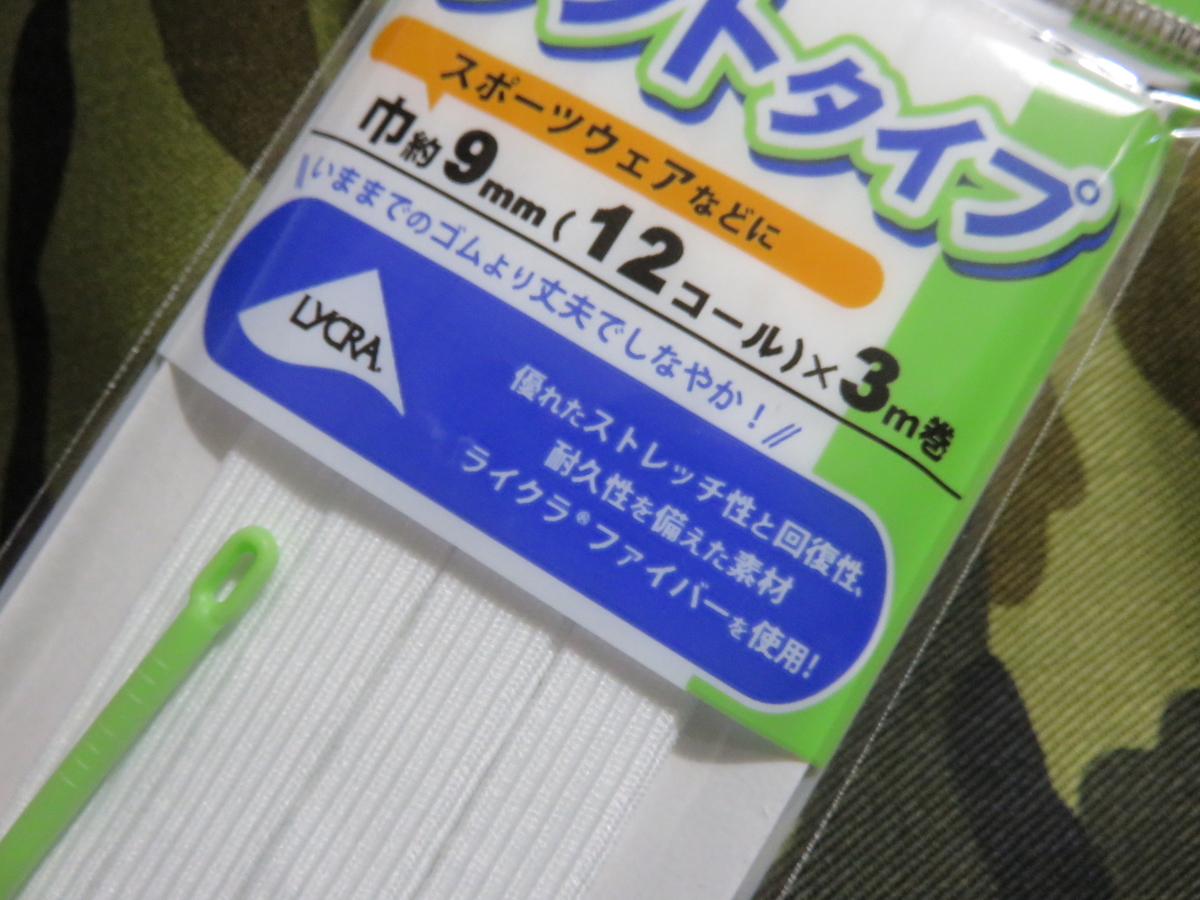 ソフトタイプ
スポーツウェアなどに
巾約9mm(12コール)×3m巻
いままでのゴムより丈夫でしなやか!
LYCRA.
優れたストレッチ性と回復性、
耐久性を備えた素材
ライクラ®ファイバーを使用!